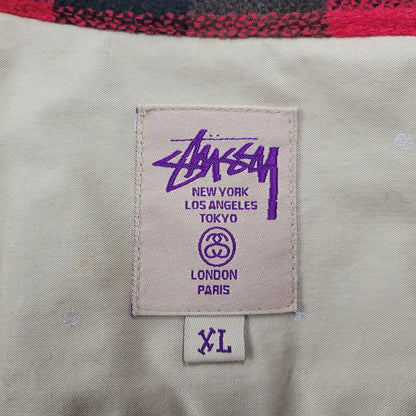 STÜSSY
NEW YORK
LOS ANGELES
TOKYO
LONDON
PARIS
XL